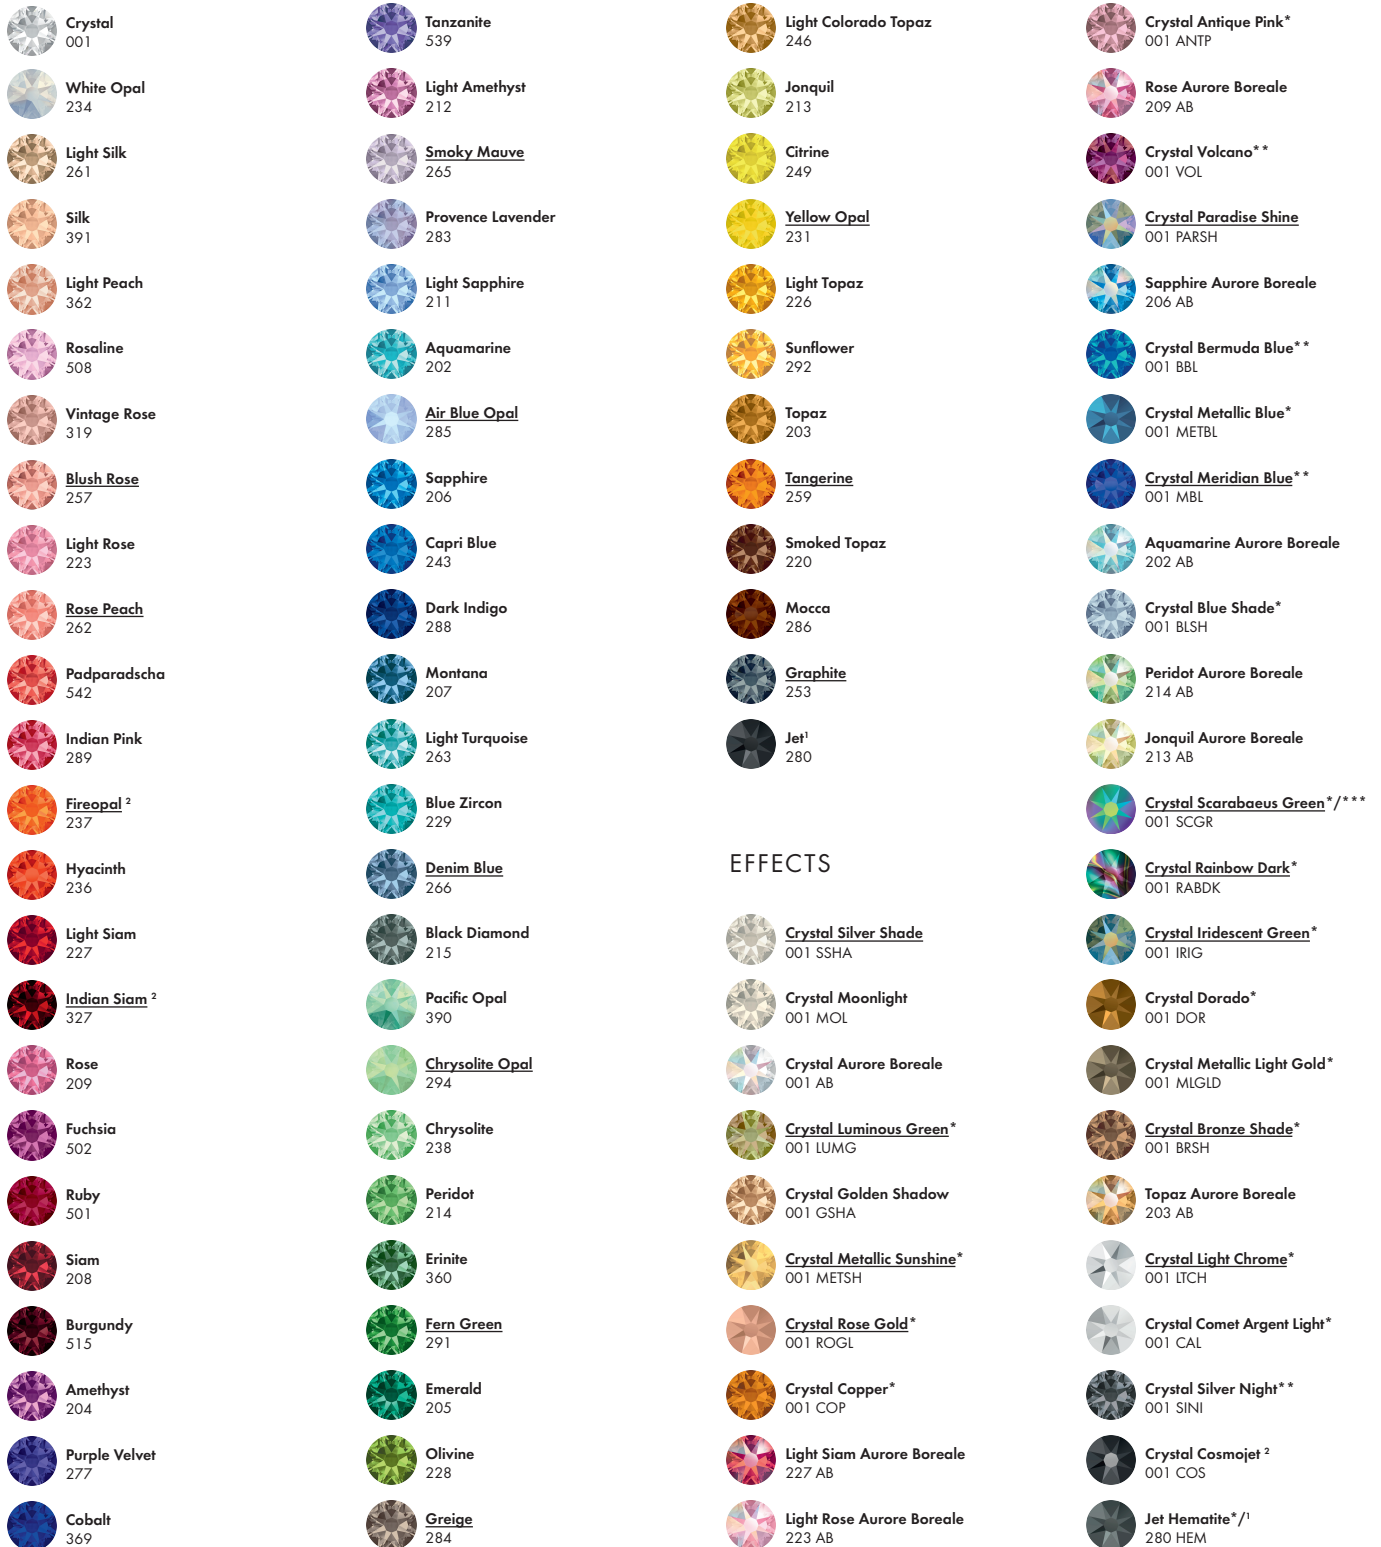 Crystal
001
White Opal
234
Light Silk
261
Silk
391
Light Peach
362
Rosaline
508
Vintage Rose
319
Blush Rose
257
Light Rose
223
Rose Peach
262
Padparadscha
542
Indian Pink
289
Fireopal ²
237
Hyacinth
236
Light Siam
227
Indian Siam ²
327
Rose
209
Fuchsia
502
Ruby
501
Siam
208
Burgundy
515
Amethyst
204
Purple Velvet
277
Cobalt
369
Tanzanite
539
Light Amethyst
212
Smoky Mauve
265
Provence Lavender
283
Light Sapphire
211
Aquamarine
202
Air Blue Opal
285
Sapphire
206
Capri Blue
243
Dark Indigo
288
Montana
207
Light Turquoise
263
Blue Zircon
229
Denim Blue
266
Black Diamond
215
Pacific Opal
390
Chrysolite Opal
294
Chrysolite
238
Peridot
214
Erinite
360
Fern Green
291
Emerald
205
Olivine
228
Greige
284
Light Colorado Topaz
246
Jonquil
213
Citrine
249
Yellow Opal
231
Light Topaz
226
Sunflower
292
Topaz
203
Tangerine
259
Smoked Topaz
220
Mocca
286
Graphite
253
Jet¹
280
EFFECTS
Crystal Silver Shade
001 SSHA
Crystal Moonlight
001 MOL
Crystal Aurore Boreale
001 AB
Crystal Luminous Green*
001 LUMG
Crystal Golden Shadow
001 GSHA
Crystal Metallic Sunshine*
001 METSH
Crystal Rose Gold*
001 ROGL
Crystal Copper*
001 COP
Light Siam Aurore Boreale
227 AB
Light Rose Aurore Boreale
223 AB
Crystal Antique Pink*
001 ANTP
Rose Aurore Boreale
209 AB
Crystal Volcano**
001 VOL
Crystal Paradise Shine
001 PARSH
Sapphire Aurore Boreale
206 AB
Crystal Bermuda Blue**
001 BBL
Crystal Metallic Blue*
001 METBL
Crystal Meridian Blue**
001 MBL
Aquamarine Aurore Boreale
202 AB
Crystal Blue Shade*
001 BLSH
Peridot Aurore Boreale
214 AB
Jonquil Aurore Boreale
213 AB
Crystal Scarabaeus Green*/***
001 SCGR
Crystal Rainbow Dark*
001 RABDK
Crystal Iridescent Green*
001 IRIG
Crystal Dorado*
001 DOR
Crystal Metallic Light Gold*
001 MLGLD
Crystal Bronze Shade*
001 BRSH
Topaz Aurore Boreale
203 AB
Crystal Light Chrome*
001 LTCH
Crystal Comet Argent Light*
001 CAL
Crystal Silver Night**
001 SINI
Crystal Cosmojet ²
001 COS
Jet Hematite*/¹
280 HEM